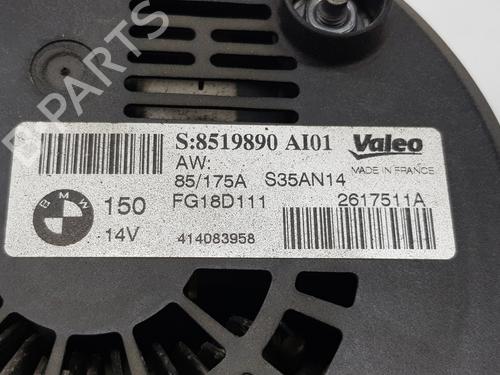 S:8519890 AI01
Valeo
AW:
MADE IN FRANCE
85/175A S35AN14
BMW
150 FG18D111 2617511A
14V 414083958
B-PARTS